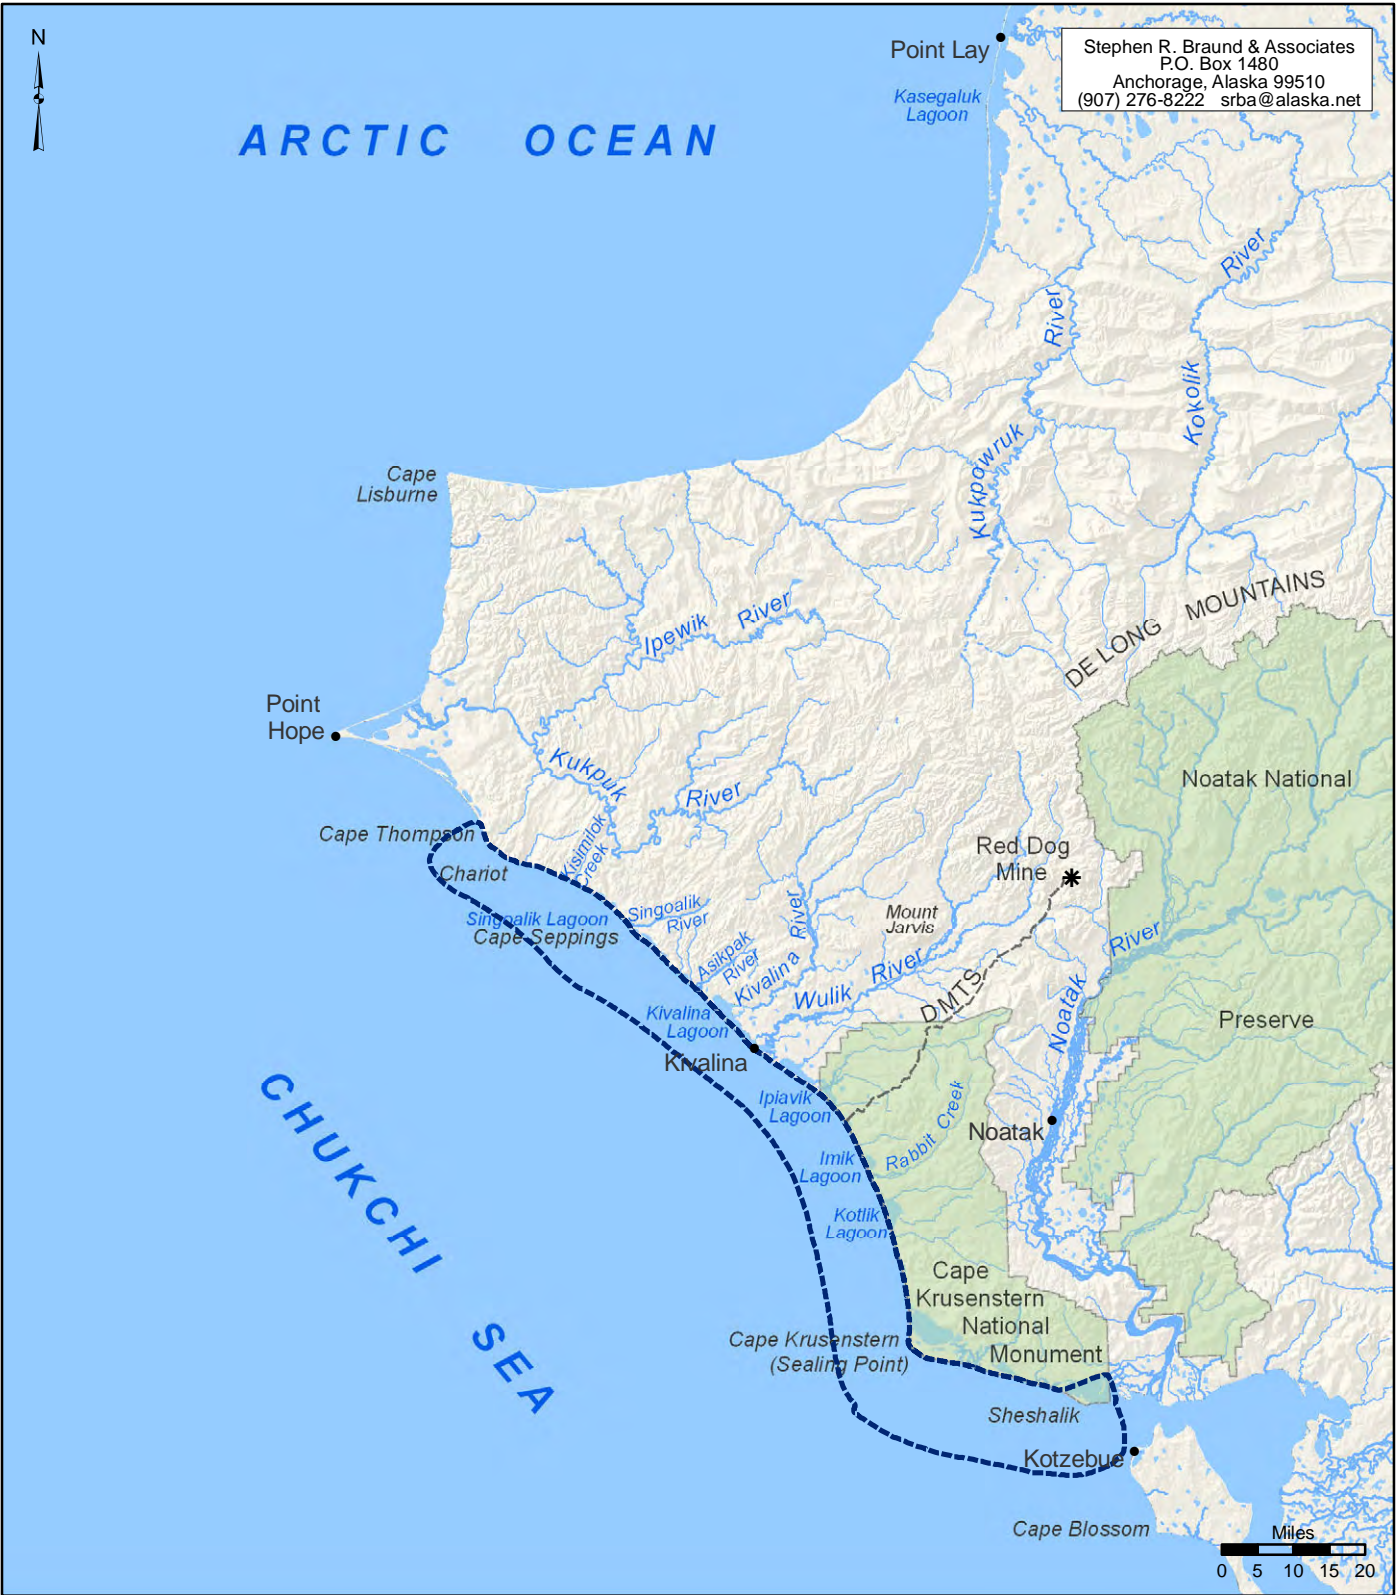 N
Point Lay
Stephen R. Braund & Associates
P.O. Box 1480
Anchorage, Alaska 99510
(907) 276-8222 srba@alaska.net
Kasegaluk
Lagoon
ARCTIC OCEAN
River
River
Kokolik
Kukpowruk
Cape
Lisburne
DE LONG MOUNTAINS
Ipewik River
Point
Hope
Kukpuk
River
Noatak National
Cape Thompson
Kisimilok
Creek
Red Dog
Mine
Chariot
Singoalik Lagoon
Cape Seppings
Singoalik
River
Mount
Jarvis
Asikpak
River
Kivalina River
Wulik River
River
DMTS
Noatak
Kivalina
Lagoon
Preserve
Kivalina
Ipiavik
Lagoon
Rabbit Creek
Noatak
Imik
Lagoon
Kotlik
Lagoon
CHUKCHI SEA
Cape
Krusenstern
National
Monument
Cape Krusenstern
(Sealing Point)
Sheshalik
Kotzebue
Cape Blossom
Miles
0 5 10 15 20